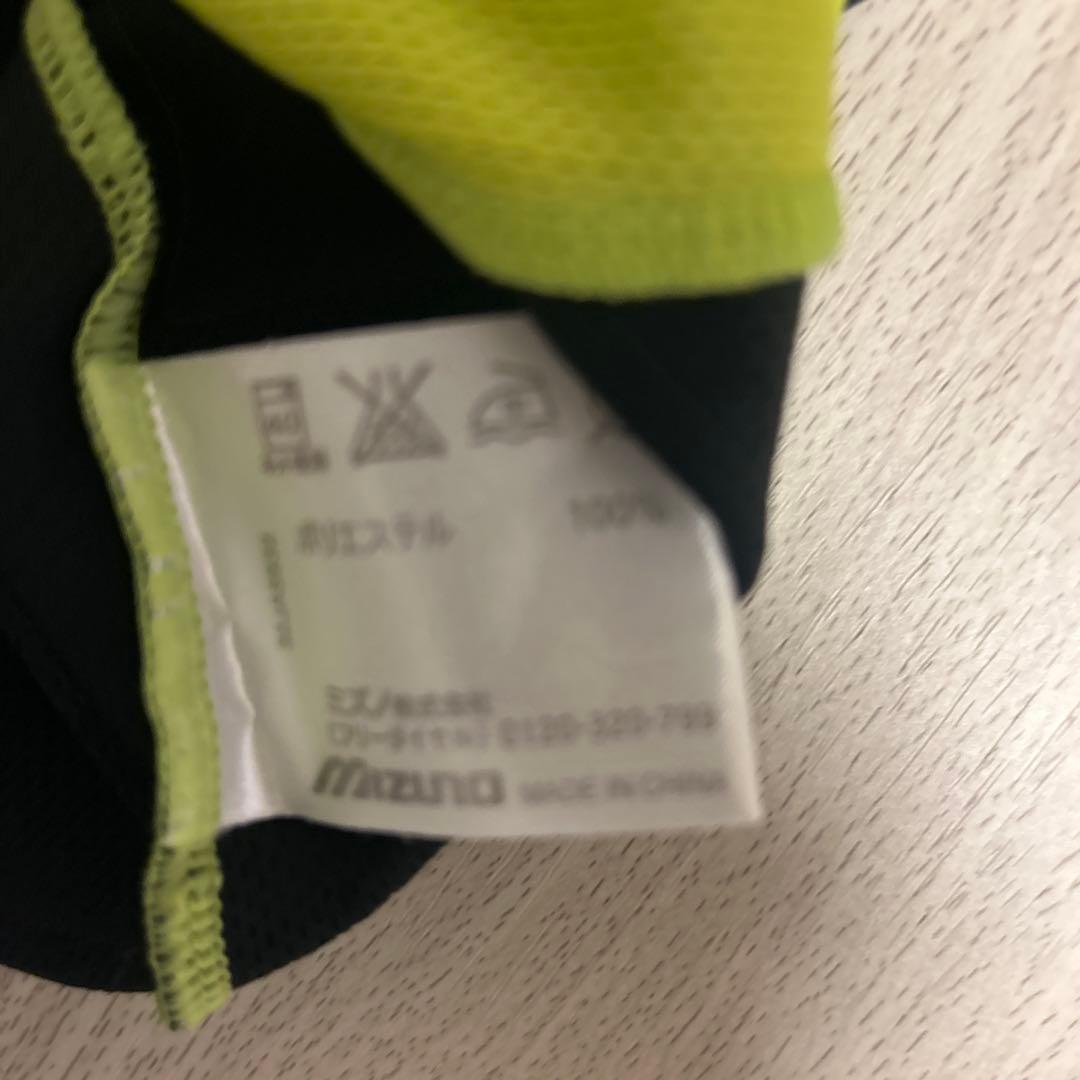 ポリエステル 100%
ミズノ株式会社
(フリーダイヤル) 0120-320-799
MIZUNO MADE IN CHINA